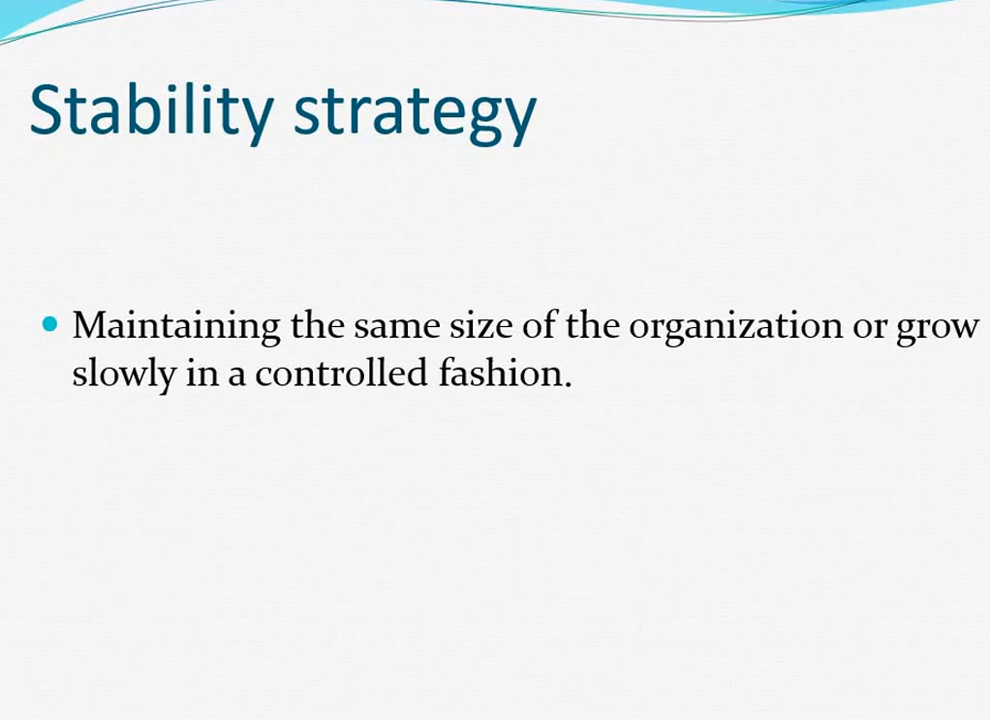 Stability strategy
Maintaining the same size of the organization or grow
slowly in a controlled fashion.